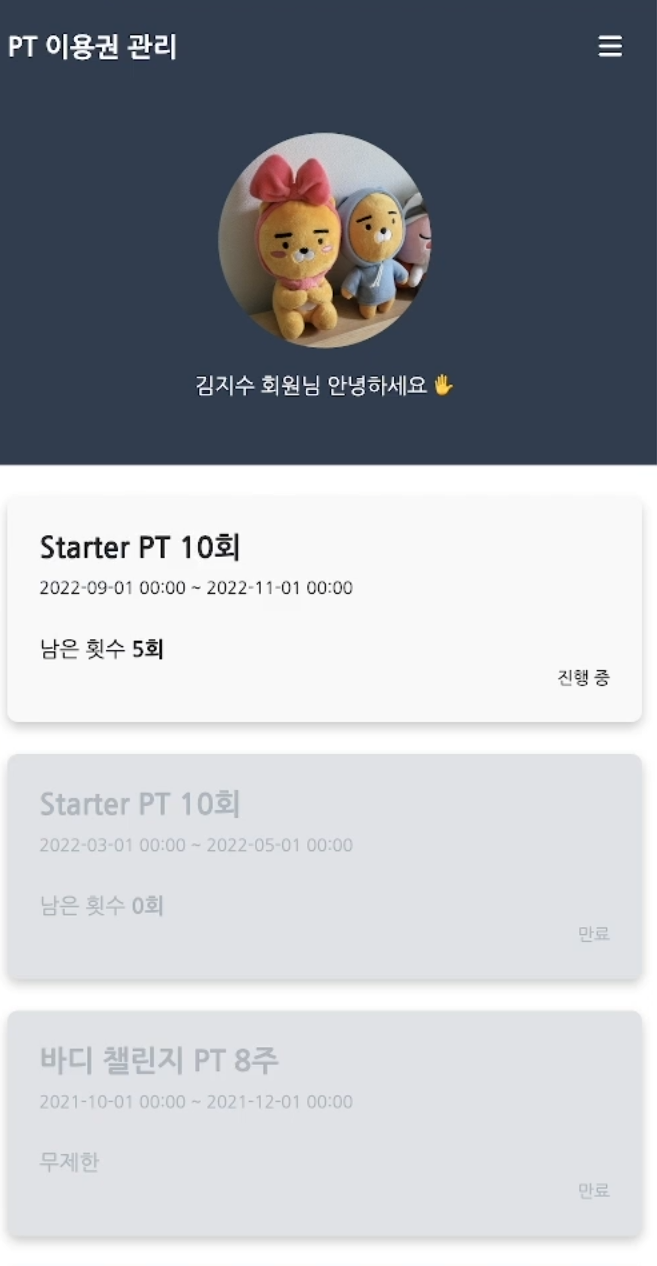 PT 이용권 관리
김지수 회원님 안녕하세요 🖐
Starter PT 10회
2022-09-01 00:00 ~ 2022-11-01 00:00
남은 횟수 5회
진행 중
Starter PT 10회
2022-03-01 00:00 ~ 2022-05-01 00:00
남은 횟수 0회
만료
바디 챌린지 PT 8주
2021-10-01 00:00 ~ 2021-12-01 00:00
무제한
만료